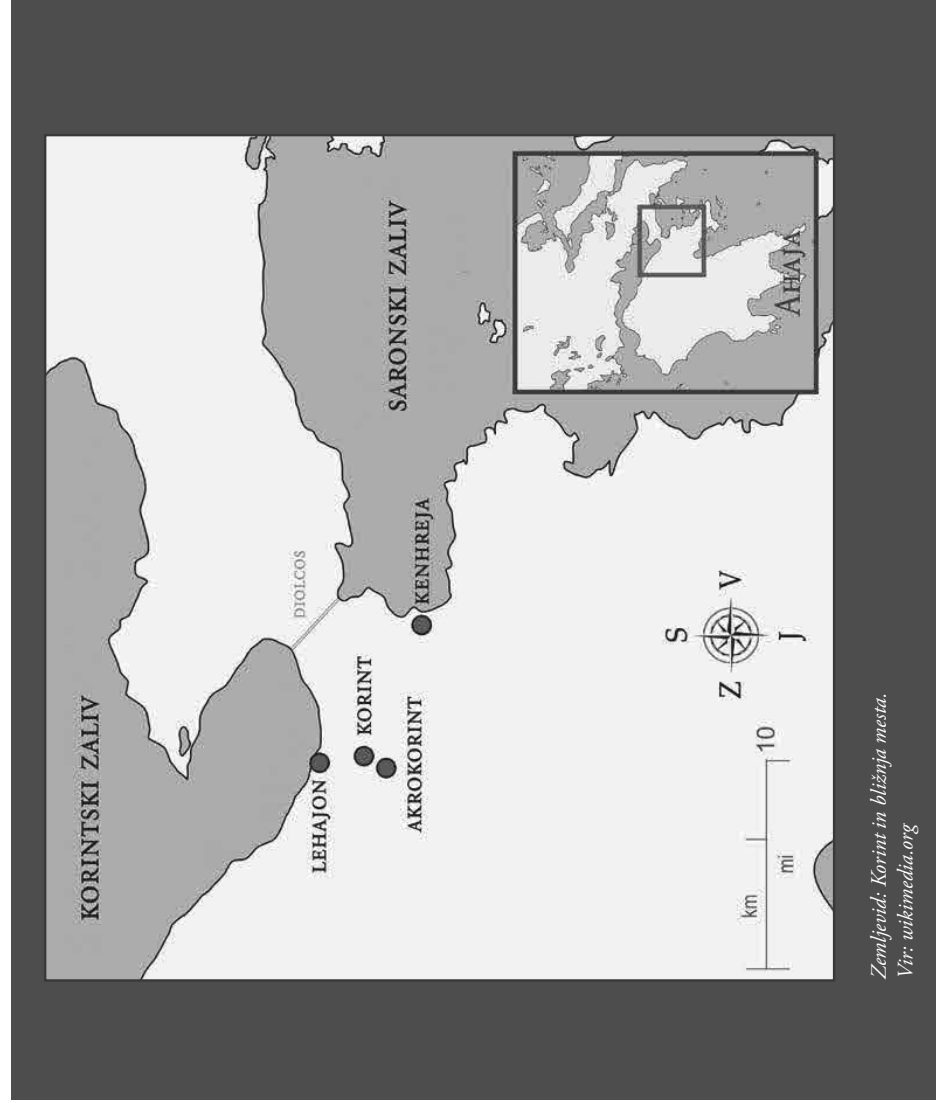 KORINTSKI ZALIV
DIOLCOS
SARONSKI ZALIV
LEHAJON
KORINT
AKROKORINT
KENHREJA
AHAJA
S
Z
V
J
km
10
mi
Zemljevid: Korint in bližnja mesta.
Vir: wikimedia.org